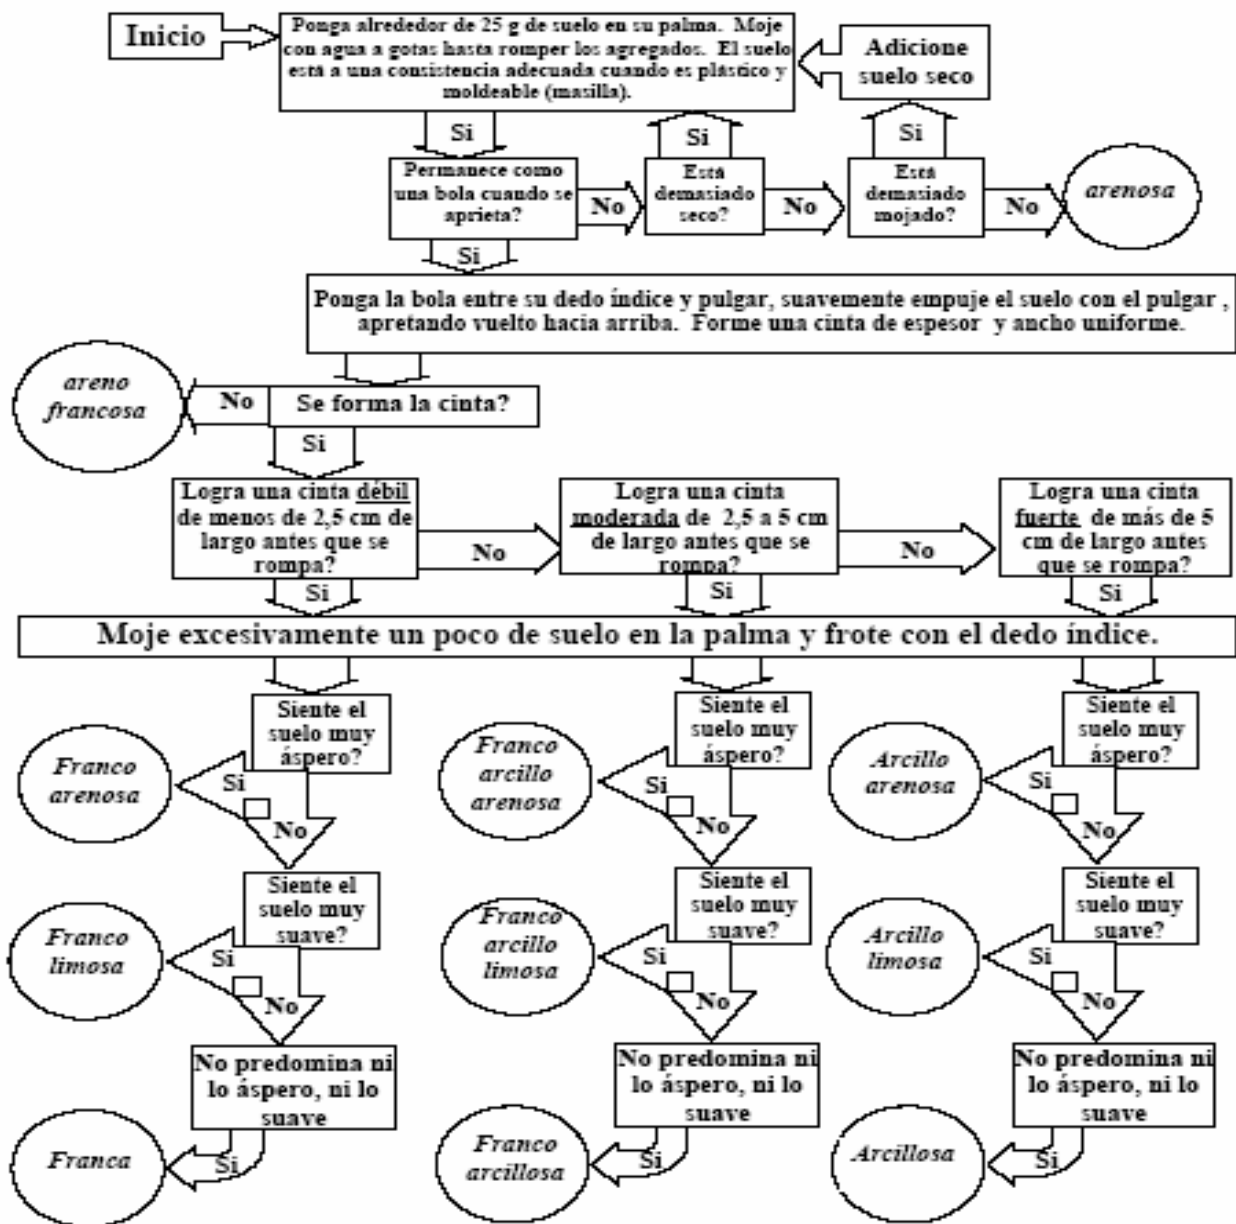 Inicio
Ponga alrededor de 25 g de suelo en su palma. Moje
con agua a gotas hasta romper los agregados. El suelo
está a una consistencia adecuada cuando es plástico y
moldeable (masilla).
Adicione
suelo seco
Si
Si
Si
Permanece como
una bola cuando se
aprieta?
No
Está
demasiado
seco?
No
Está
demasiado
mojado?
No
arenosa
Si
Ponga la bola entre su dedo índice y pulgar, suavemente empuje el suelo con el pulgar ,
apretando vuelto hacia arriba. Forme una cinta de espesor y ancho uniforme.
areno
francosa
No
Se forma la cinta?
Si
Logra una cinta débil
de menos de 2,5 cm de
largo antes que se
rompa?
No
Logra una cinta
moderada de 2,5 a 5 cm
de largo antes que se
rompa?
No
Logra una cinta
fuerte de más de 5
cm de largo antes
que se rompa?
Si
Si
Si
Moje excesivamente un poco de suelo en la palma y frote con el dedo índice.
Siente el
suelo muy
áspero?
Franco
arenosa
Si
No
Siente el
suelo muy
áspero?
Franco
arcillo
arenosa
Si
No
Siente el
suelo muy
áspero?
Arcillo
arenosa
Si
No
Siente el
suelo muy
suave?
Franco
limosa
Si
No
Siente el
suelo muy
suave?
Franco
arcillo
limosa
Si
No
Siente el
suelo muy
suave?
Arcillo
limosa
Si
No
No predomina ni
lo áspero, ni lo
suave
Franca
Si
No predomina ni
lo áspero, ni lo
suave
Franco
arcillosa
Si
No predomina ni
lo áspero, ni lo
suave
Arcillosa
Si